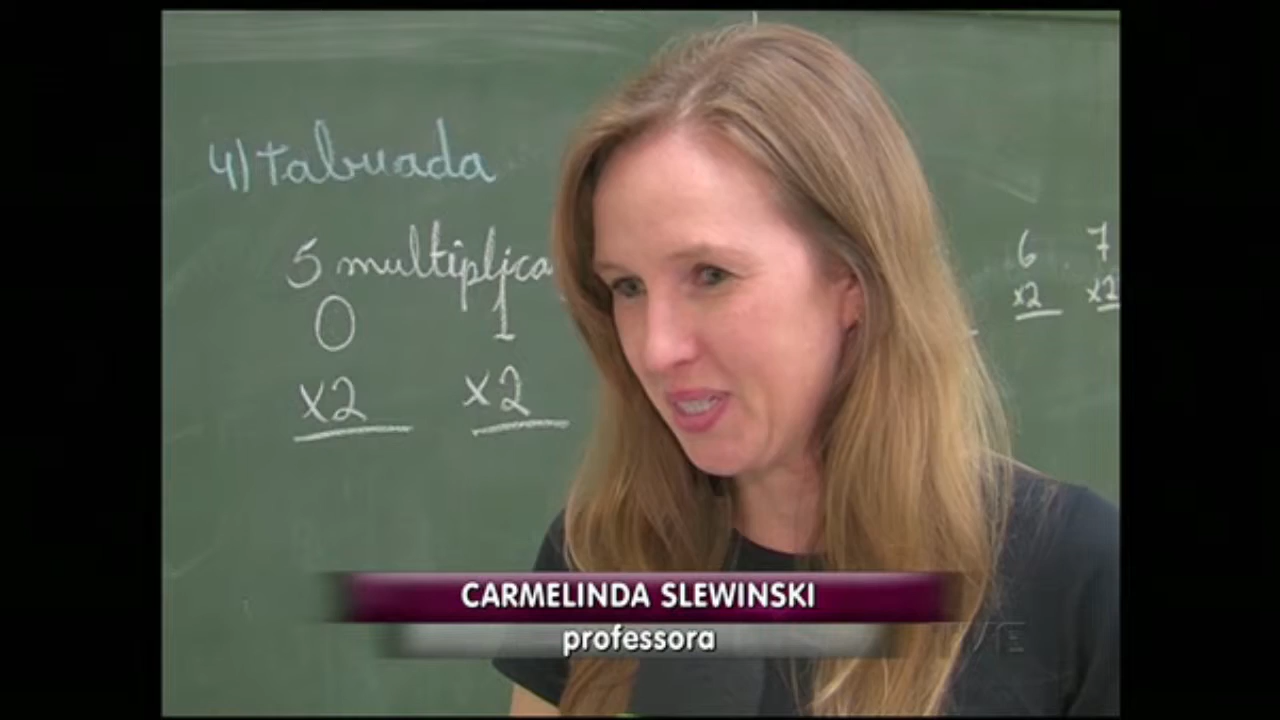 4) Tabuada
5 multiplica
0 1 6 7
x2 x2 x2 x2
CARMELINDA SLEWINSKI
professora